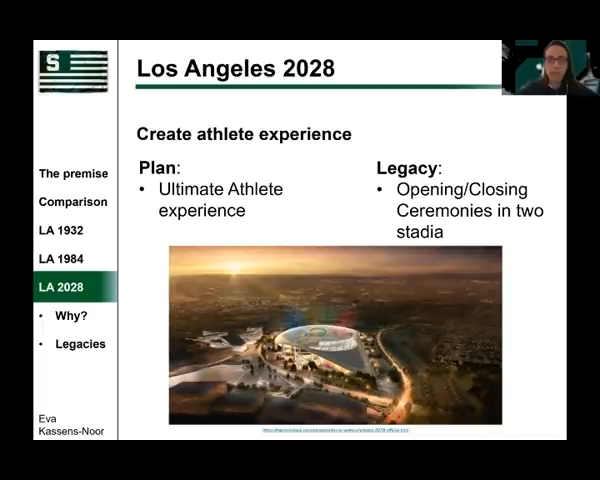 S
Los Angeles 2028
Create athlete experience
The premise
Comparison
LA 1932
LA 1984
LA 2028
• Why?
• Legacies
Plan:
• Ultimate Athlete
experience
Legacy:
• Opening/Closing
Ceremonies in two
stadia
Eva
Kassens-Noor